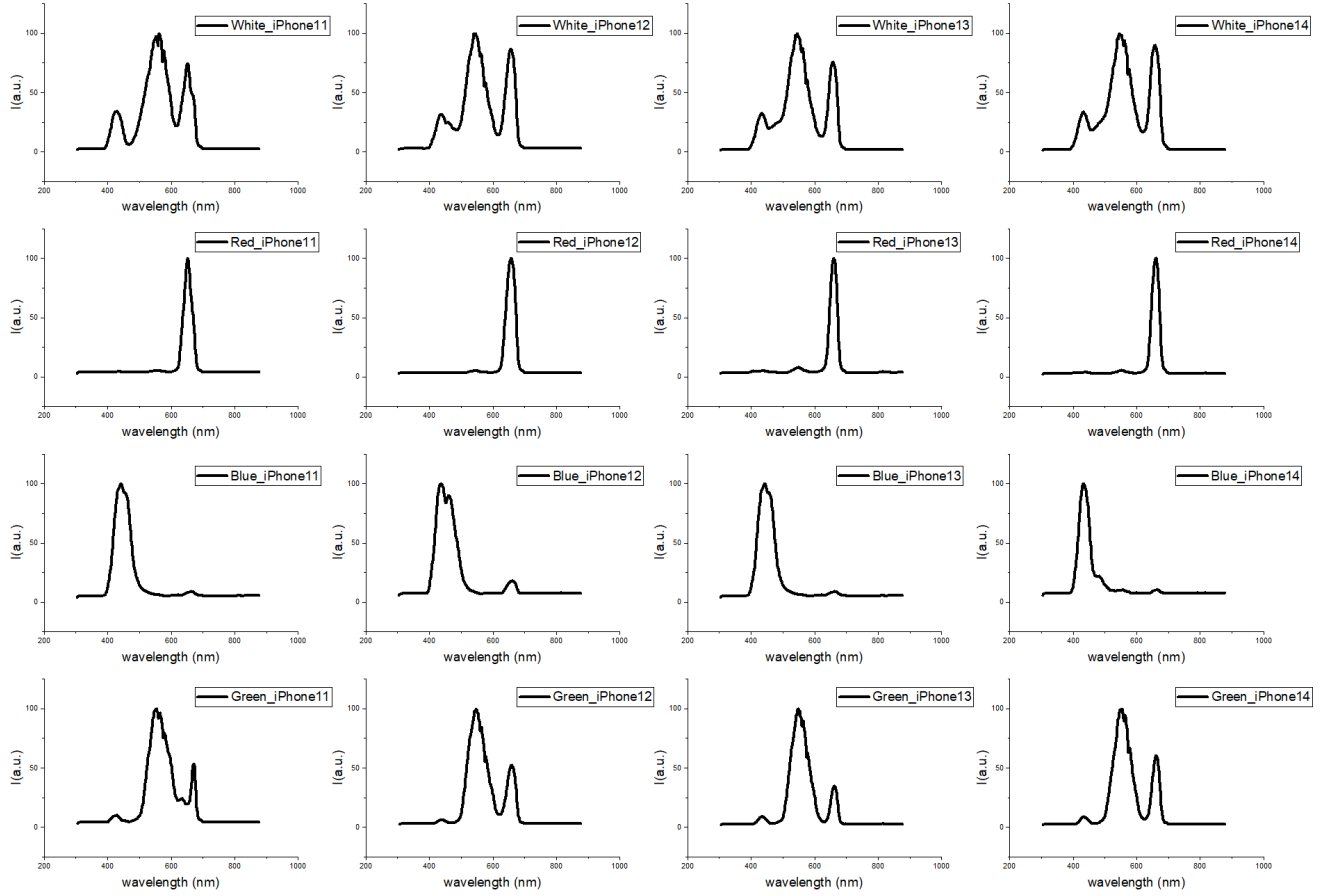 White_iPhone11
100
50
0
I(a.u.)
200 400 600 800 1000
wavelength (nm)
White_iPhone12
100
50
0
I(a.u.)
200 400 600 800 1000
wavelength (nm)
White_iPhone13
100
50
0
I(a.u.)
200 400 600 800 1000
wavelength (nm)
White_iPhone14
100
50
0
I(a.u.)
200 400 600 800 1000
wavelength (nm)
Red_iPhone11
100
50
0
I(a.u.)
200 400 600 800 1000
wavelength (nm)
Red_iPhone12
100
50
0
I(a.u.)
200 400 600 800 1000
wavelength (nm)
Red_iPhone13
100
50
0
I(a.u.)
200 400 600 800 1000
wavelength (nm)
Red_iPhone14
100
50
0
I(a.u.)
200 400 600 800 1000
wavelength (nm)
Blue_iPhone11
100
50
0
I(a.u.)
200 400 600 800 1000
wavelength (nm)
Blue_iPhone12
100
50
0
I(a.u.)
200 400 600 800 1000
wavelength (nm)
Blue_iPhone13
100
50
0
I(a.u.)
200 400 600 800 1000
wavelength (nm)
Blue_iPhone14
100
50
0
I(a.u.)
200 400 600 800 1000
wavelength (nm)
Green_iPhone11
100
50
0
I(a.u.)
200 400 600 800 1000
wavelength (nm)
Green_iPhone12
100
50
0
I(a.u.)
200 400 600 800 1000
wavelength (nm)
Green_iPhone13
100
50
0
I(a.u.)
200 400 600 800 1000
wavelength (nm)
Green_iPhone14
100
50
0
I(a.u.)
200 400 600 800 1000
wavelength (nm)